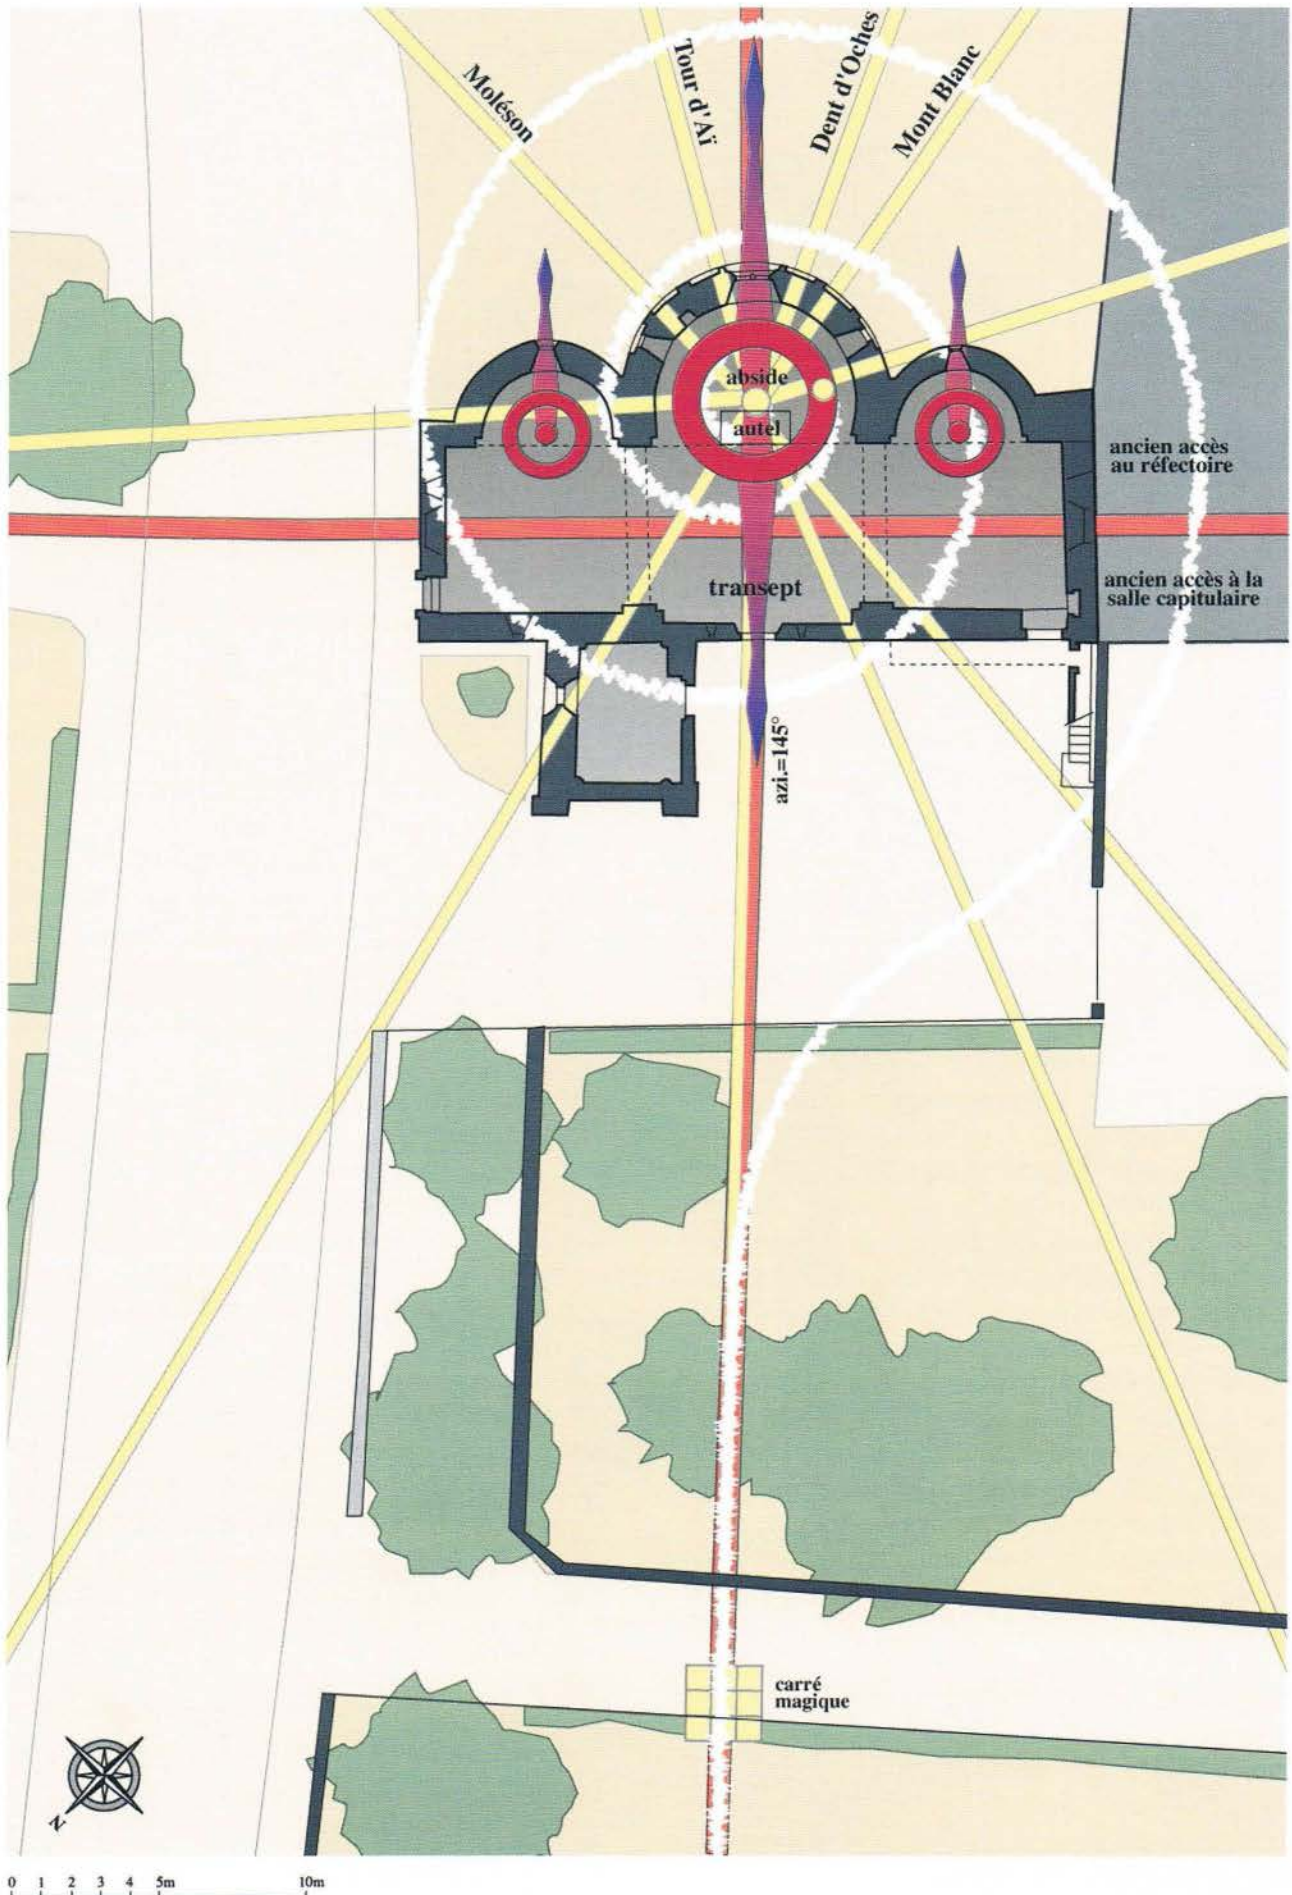 Moléson
Tour d'Aï
Dent d'Oches
Mont Blanc
abside
autel
ancien accès
au réfectoire
transept
ancien accès à la
salle capitulaire
azi.=145°
carré
magique
N
0 1 2 3 4 5m 10m